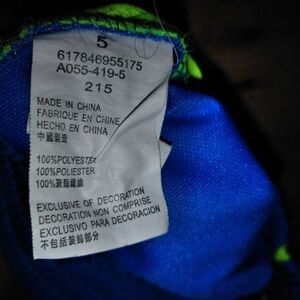 5
617846955175
A055-419-5
215
MADE IN CHINA
FABRIQUE EN CHINE
HECHO EN CHINA
中國製造
100%POLYESTER
100%POLIESTER
100%聚酯纖維
EXCLUSIVE OF DECORATION
DECORATION NON COMPRISE
EXCLUSIVO PARA DECORACIÓN
不包括裝飾部分